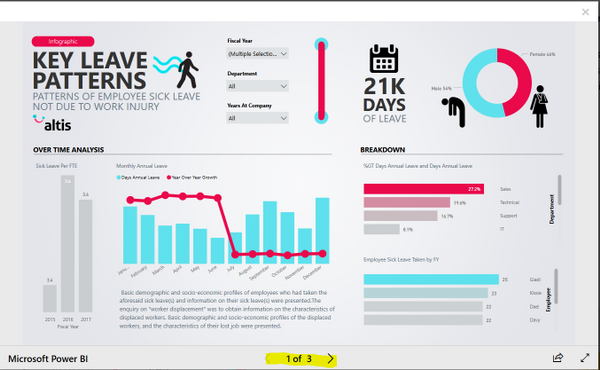 Infographic
KEY LEAVE
PATTERNS
PATTERNS OF EMPLOYEE SICK LEAVE
NOT DUE TO WORK INJURY
altis
Fiscal Year
(Multiple Selectio...
Department
All
Years At Company
All
21K
DAYS
OF LEAVE
Female 46%
Male 54%
OVER TIME ANALYSIS
Sick Leave Per FTE
3.6
2015 2016 2017
Fiscal Year
Monthly Annual Leave
Days Annual Leave Year Over Year Growth
Janu... February March April May June July August September October November December
Basic demographic and socio-economic profiles of employees who had taken the
aforesaid sick leave(s) and information on their sick leave(s) were presented.The
enquiry on "worker displacement" was to obtain information on the characteristics of
displaced workers. Basic demographic and socio-economic profiles of the displaced
workers, and the characteristics of their lost job were presented.
BREAKDOWN
%GT Days Annual Leave and Days Annual Leave
27.2% Sales
19.6% Technical
16.7% Support
8.1% IT
Department
Employee Sick Leave Taken by FY
23
22
22 Davy
Employee
Microsoft Power BI
1 of 3